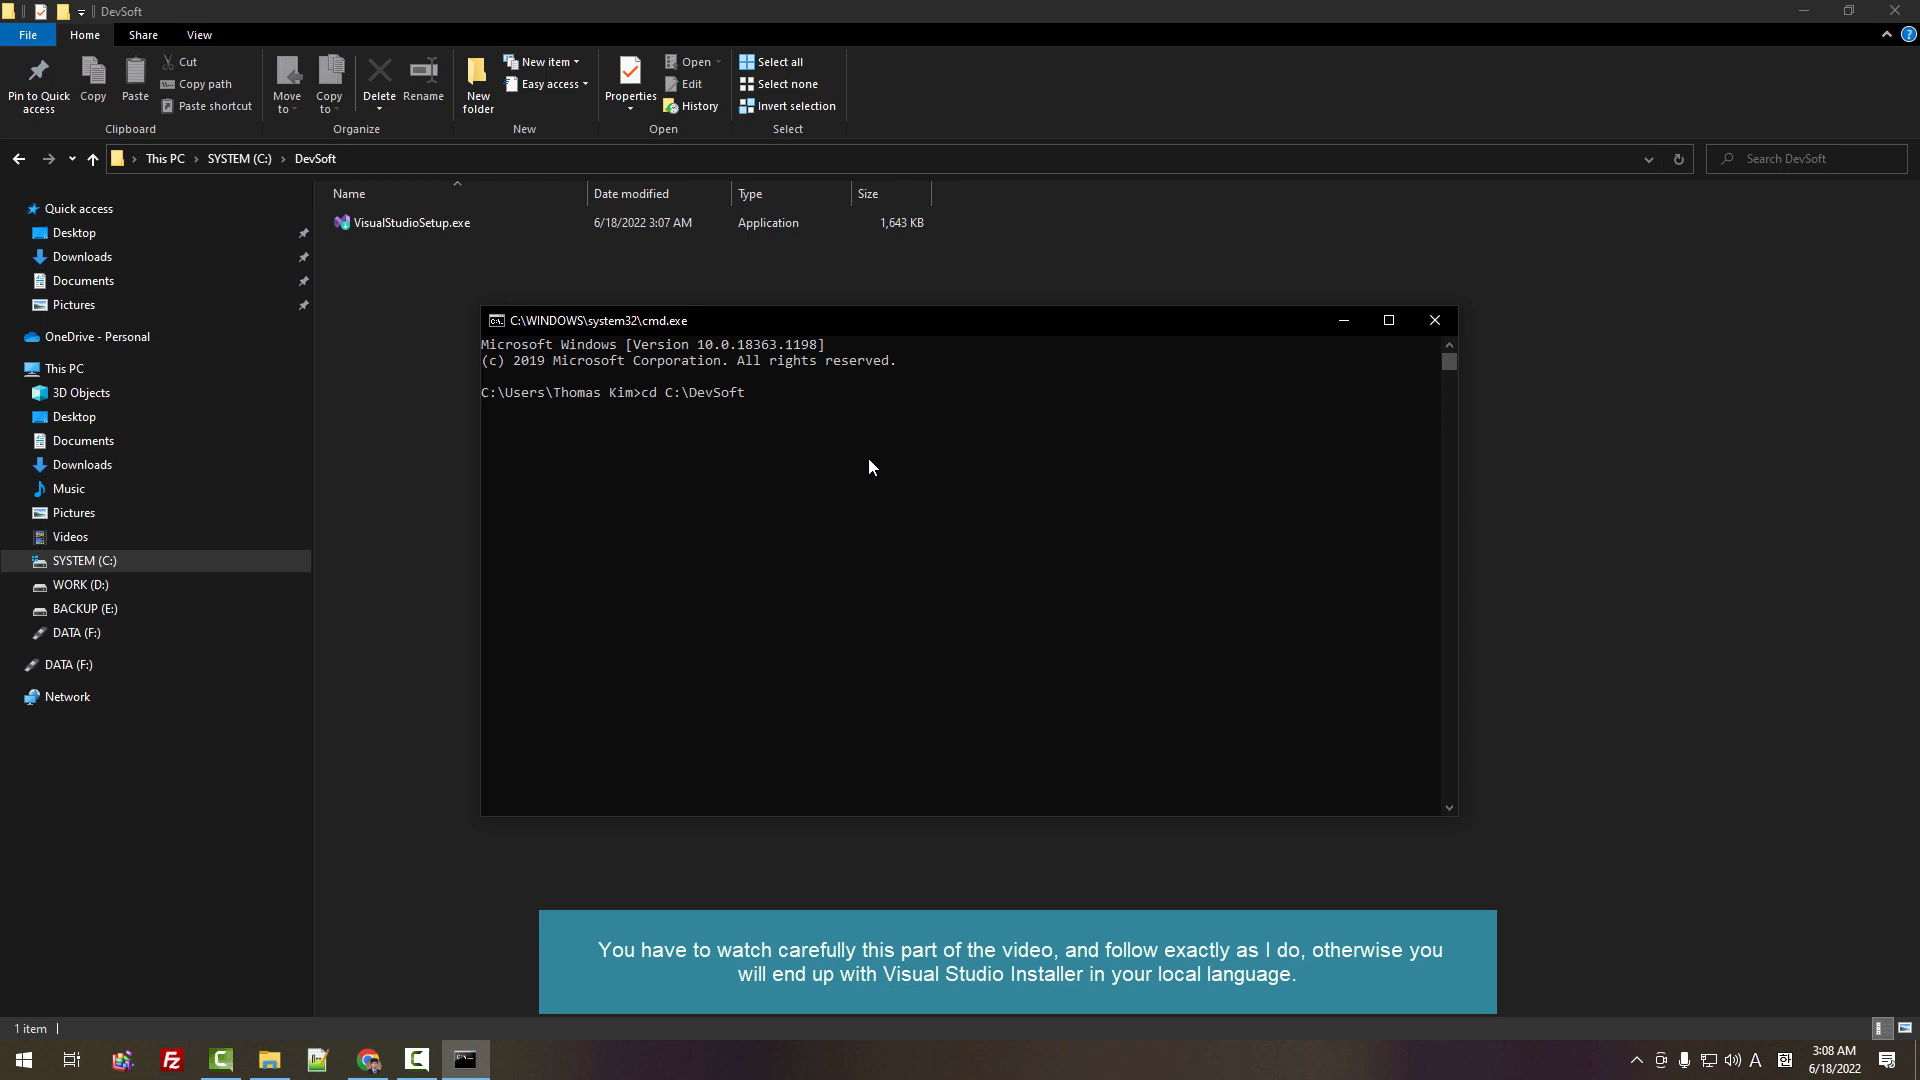 DevSoft
File
Home
Share
View
Pin to Quick access
Copy
Paste
Cut
Copy path
Paste shortcut
Clipboard
Move to
Copy to
Delete
Rename
Organize
New folder
New item
Easy access
New
Properties
Open
Edit
History
Open
Select all
Select none
Invert selection
Select
This PC
SYSTEM (C:)
DevSoft
Search DevSoft
Name
Date modified
Type
Size
VisualStudioSetup.exe
6/18/2022 3:07 AM
Application
1,643 KB
Quick access
Desktop
Downloads
Documents
Pictures
OneDrive - Personal
This PC
3D Objects
Desktop
Documents
Downloads
Music
Pictures
Videos
SYSTEM (C:)
WORK (D:)
BACKUP (E:)
DATA (F:)
DATA (F:)
Network
C:\WINDOWS\system32\cmd.exe
Microsoft Windows [Version 10.0.18363.1198]
(c) 2019 Microsoft Corporation. All rights reserved.
C:\Users\Thomas Kim>cd C:\DevSoft
You have to watch carefully this part of the video, and follow exactly as I do, otherwise you
will end up with Visual Studio Installer in your local language.
1 item
A
3:08 AM
6/18/2022